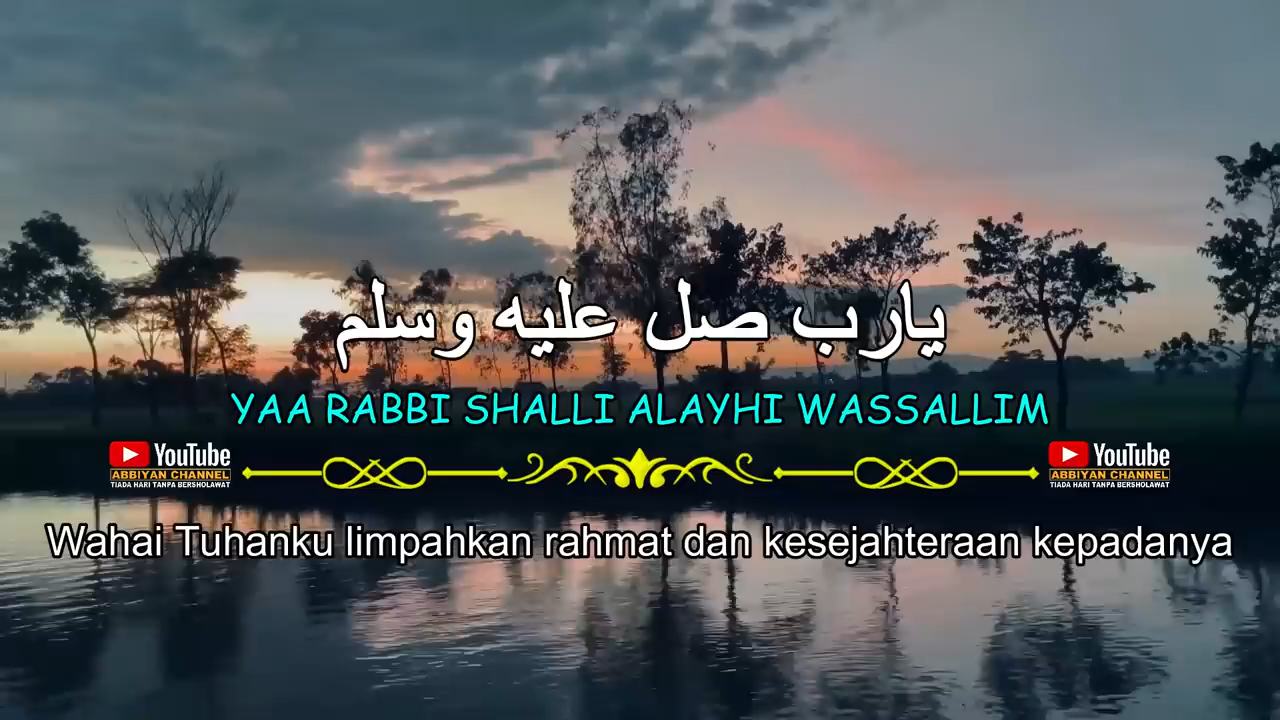 يارب صل عليه وسلم
YAA RABBI SHALLI ALAYHI WASSALLIM
YouTube
ABBIYAN CHANNEL
TIADA HARI TANPA BERSHOLAWAT
YouTube
ABBIYAN CHANNEL
TIADA HARI TANPA BERSHOLAWAT
Wahai Tuhanku limpahkan rahmat dan kesejahteraan kepadanya